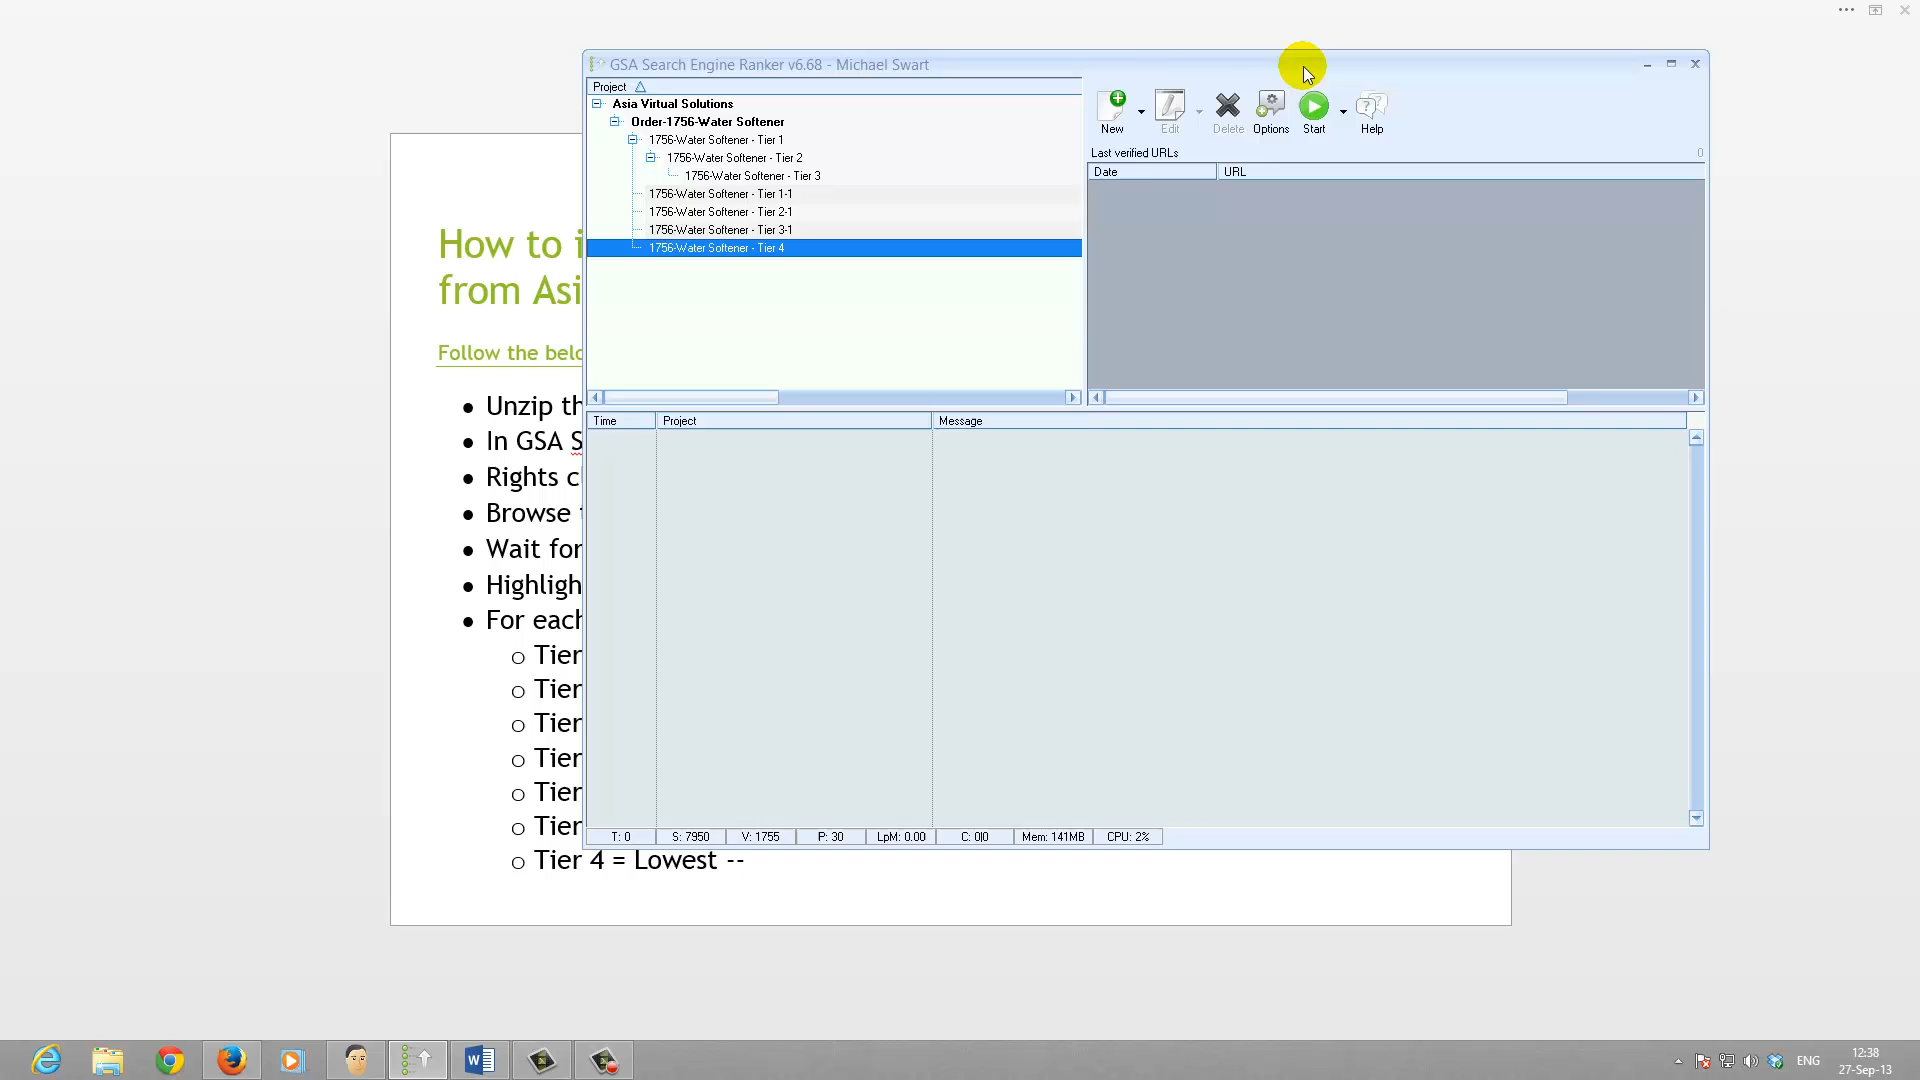 GSA Search Engine Ranker v6.68 - Michael Swart
Project
Asia Virtual Solutions
Order-1756-Water Softener
1756-Water Softener - Tier 1
1756-Water Softener - Tier 2
1756-Water Softener - Tier 3
1756-Water Softener - Tier 1-1
1756-Water Softener - Tier 2-1
1756-Water Softener - Tier 3-1
1756-Water Softener - Tier 4
New Edit Delete Options Start Help
Last verified URLs 0
Date URL
Time Project Message
T: 0 S: 7950 V: 1755 P: 30 LpM: 0.00 C: 0|0 Mem: 141MB CPU: 2%
How to
from Asi
Follow the belo
• Unzip th
• In GSA S
• Rights cl
• Browse
• Wait for
• Highligh
• For each
o Tier
o Tier
o Tier
o Tier
o Tier
o Tier
o Tier 4 = Lowest --
ENG
12:38
27-Sep-13